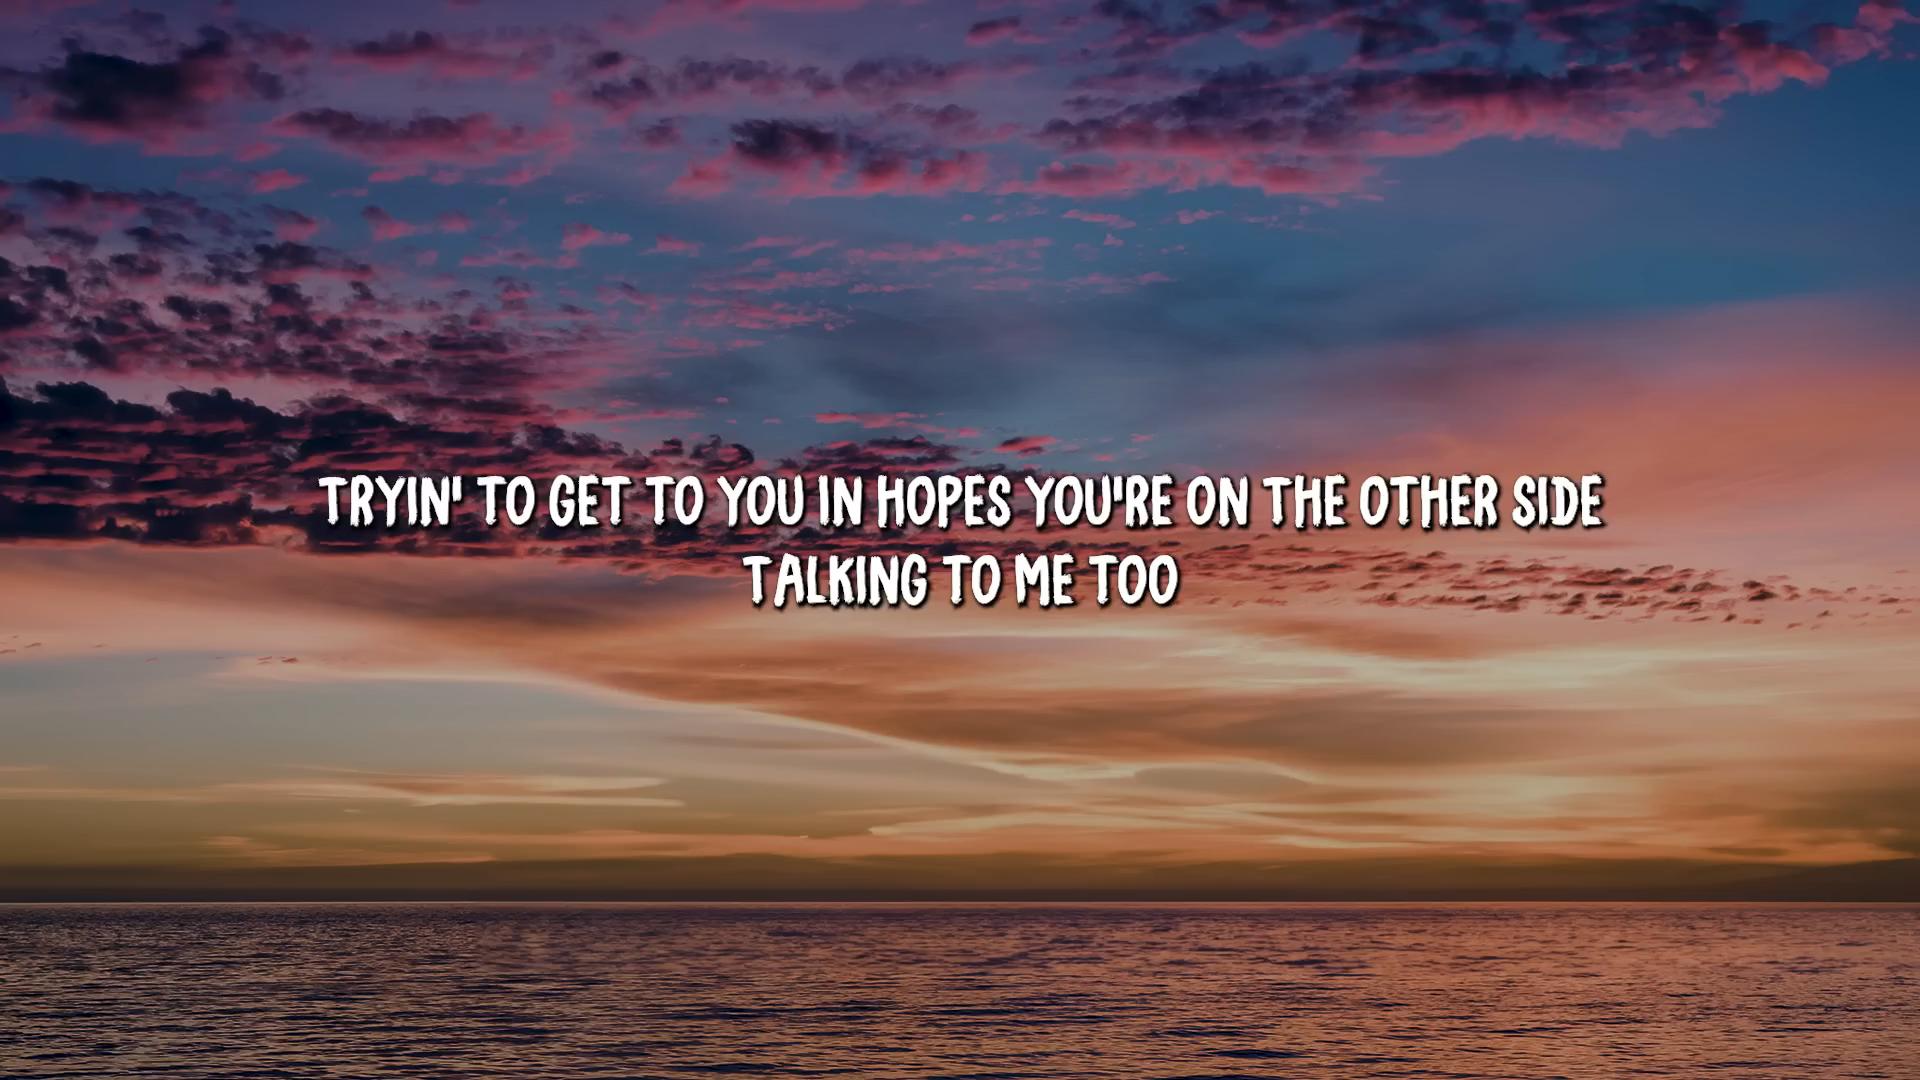 TRYIN' TO GET TO YOU IN HOPES YOU'RE ON THE OTHER SIDE
TALKING TO ME TOO